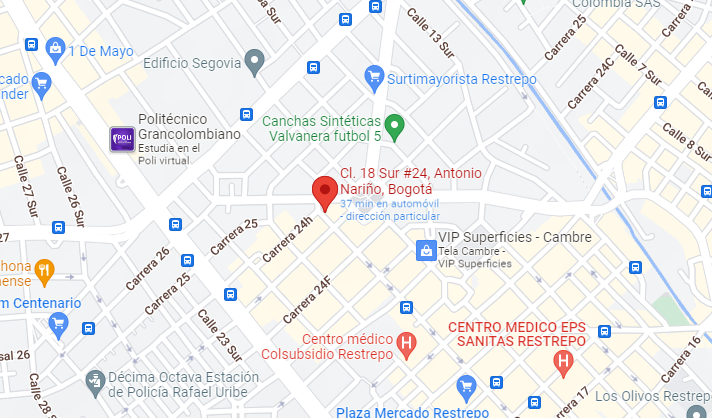 Colombia SAS
Calle 13 Sur
Carrera 25
1 De Mayo
Edificio Segovia
Carrera 24C
Calle 7 Sur
cado
nder
Surtimayorista Restrepo
Politécnico
Grancolombiano
Estudia en el
Poli virtual
POLI
Canchas Sintéticas
Valvanera futbol 5
Calle 8 Sur
Calle 27 Sur
Calle 26 Sur
Cl. 18 Sur #24, Antonio
Nariño, Bogotá
37 min en automóvil
- dirección particular
Carrera 25
Carrera 24h
VIP Superficies - Cambre
Tela Cambre -
VIP Superficies
Carrera 26
hona
ense
Carrera 25
Carrera 24F
m Centenario
Calle 23 Sur
Centro médico
Colsubsidio Restrepo
CENTRO MEDICO EPS
SANITAS RESTREPO
Carrera 16
sal 26
Calle 28 S
Décima Octava Estación
de Policía Rafael Uribe
Carrera 17
Los Olivos Restrepo
Plaza Mercado Restrepo